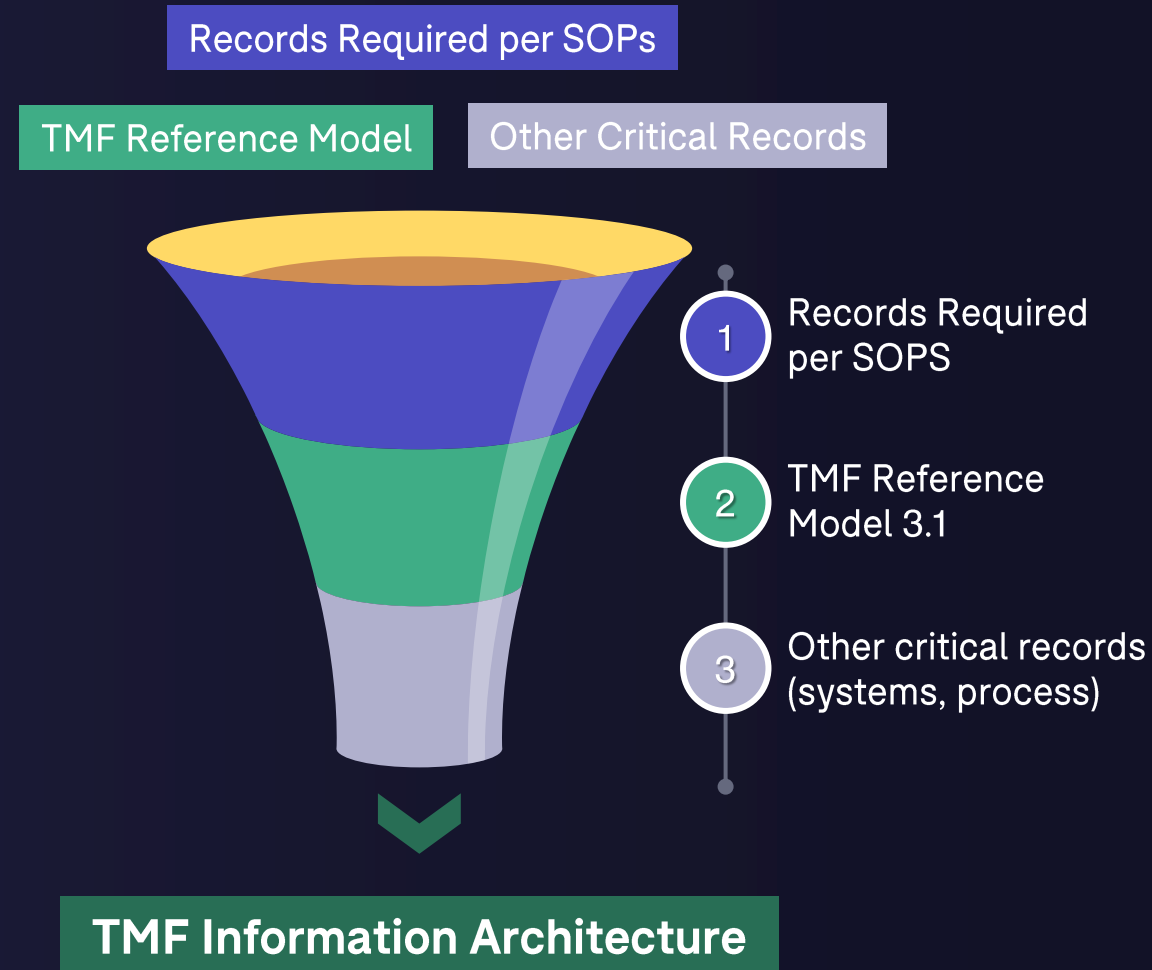 Records Required per SOPs
TMF Reference Model
Other Critical Records
1
Records Required
per SOPS
2
TMF Reference
Model 3.1
3
Other critical records
(systems, process)
TMF Information Architecture